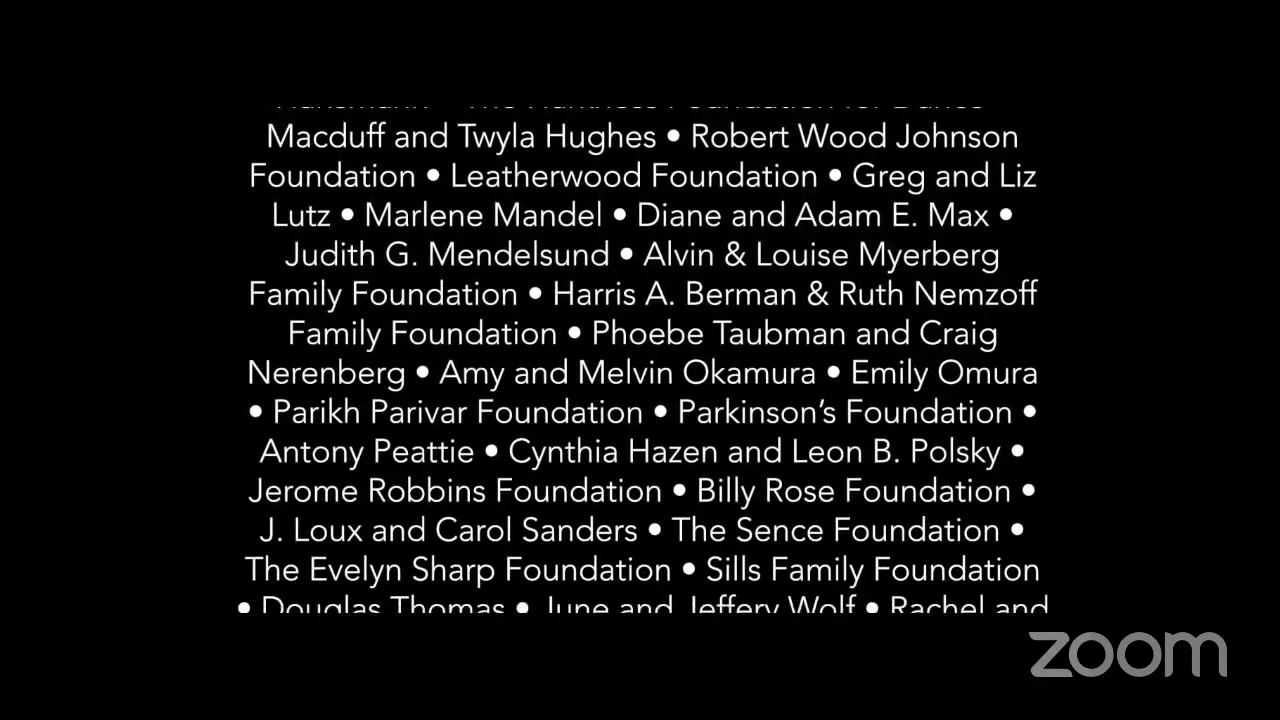 Foundation for Dance
Macduff and Twyla Hughes • Robert Wood Johnson
Foundation • Leatherwood Foundation • Greg and Liz
Lutz • Marlene Mandel • Diane and Adam E. Max •
Judith G. Mendelsund • Alvin & Louise Myerberg
Family Foundation • Harris A. Berman & Ruth Nemzoff
Family Foundation • Phoebe Taubman and Craig
Nerenberg • Amy and Melvin Okamura • Emily Omura
• Parikh Parivar Foundation • Parkinson’s Foundation •
Antony Peattie • Cynthia Hazen and Leon B. Polsky •
Jerome Robbins Foundation • Billy Rose Foundation •
J. Loux and Carol Sanders • The Sence Foundation •
The Evelyn Sharp Foundation • Sills Family Foundation
• Douglas Thomas • June and Jeffery Wolf • Rachel and
zoom